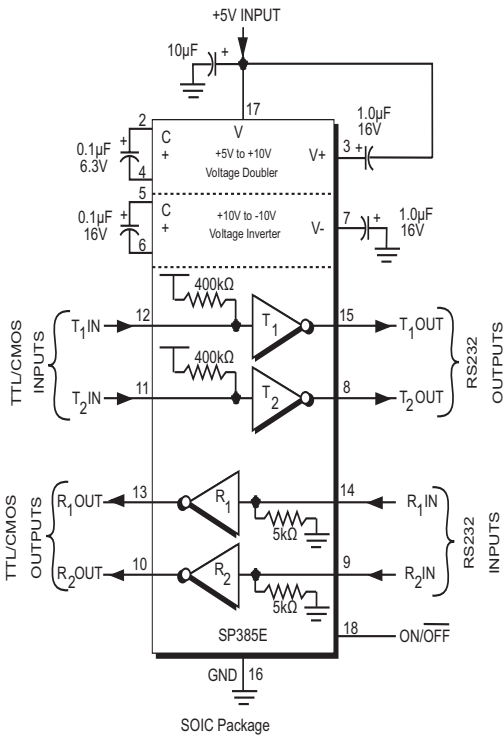 +5V INPUT
10µF +
17
2
C
+
V
+5V to +10V
Voltage Doubler
V+
3 +
1.0µF
16V
0.1µF
6.3V
+
4
5
C
+
+10V to -10V
Voltage Inverter
V-
7 +
1.0µF
16V
0.1µF
16V
+
6
400kΩ
T1IN
12
T1
15
T1OUT
400kΩ
T2IN
11
T2
8
T2OUT
TTL/CMOS
INPUTS
RS232
OUTPUTS
R1OUT
13
R1
14
R1IN
5kΩ
R2OUT
10
R2
9
R2IN
5kΩ
TTL/CMOS
OUTPUTS
RS232
INPUTS
SP385E
18
ON/OFF
GND 16
SOIC Package